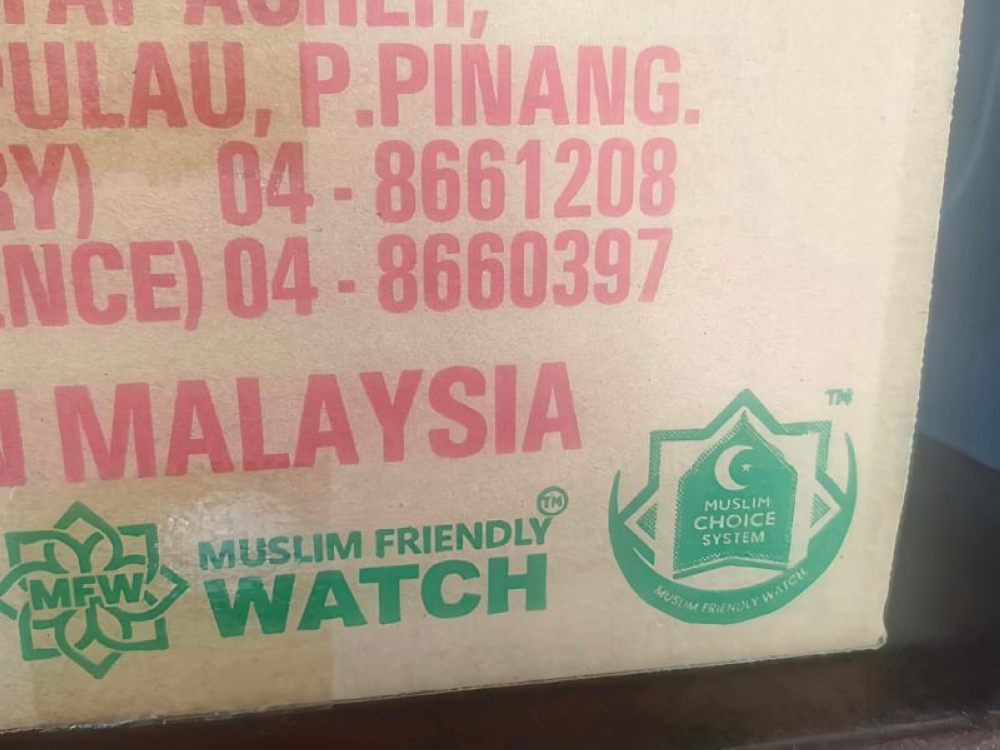 ULAU, P.PINANG.
RY) 04 - 8661208
NCE) 04 - 8660397
MALAYSIA
MFW
MUSLIM FRIENDLY TM
WATCH
TM
MUSLIM
CHOICE
SYSTEM
MUSLIM FRIENDLY WATCH